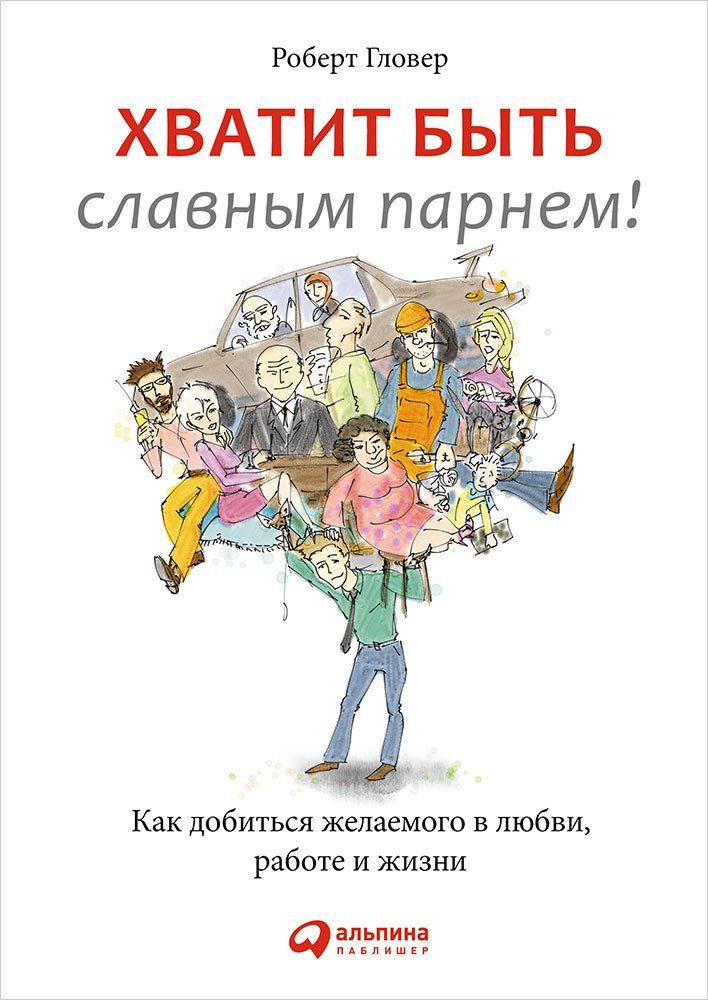 Роберт Гловер
ХВАТИТ БЫТЬ
славным парнем!
Как добиться желаемого в любви,
работе и жизни
альпина
ПАБЛИШЕР